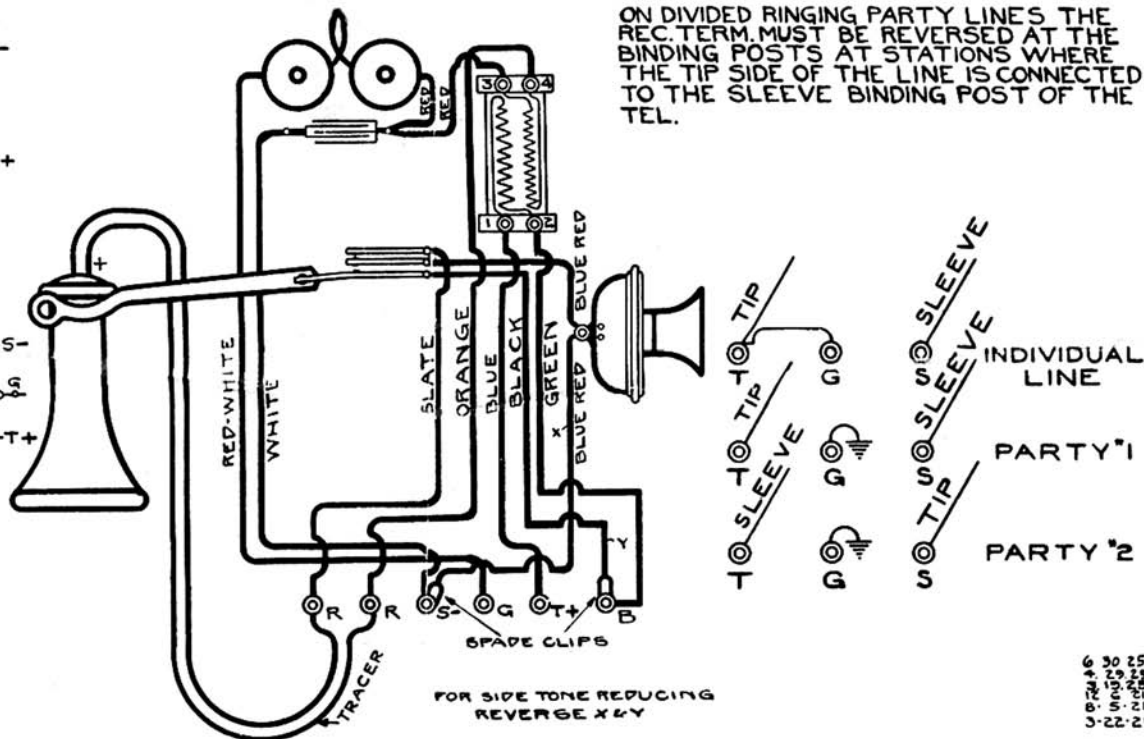 ON DIVIDED RINGING PARTY LINES THE
REC. TERM. MUST BE REVERSED AT THE
BINDING POSTS AT STATIONS WHERE
THE TIP SIDE OF THE LINE IS CONNECTED
TO THE SLEEVE BINDING POST OF THE
TEL.
RED
RED
3
4
1
2
-
+
+
S-
G
T+
RED-WHITE
WHITE
SLATE
ORANGE
BLUE
BLACK
GREEN
BLUE RED
BLUE RED
X
Y
R
R
S-
G
T+
B
SPADE CLIPS
TRACER
FOR SIDE TONE REDUCING
REVERSE X & Y
TIP
SLEEVE
T
G
S
INDIVIDUAL
LINE
TIP
SLEEVE
T
G
S
PARTY #1
SLEEVE
TIP
T
G
S
PARTY #2
6 30 25